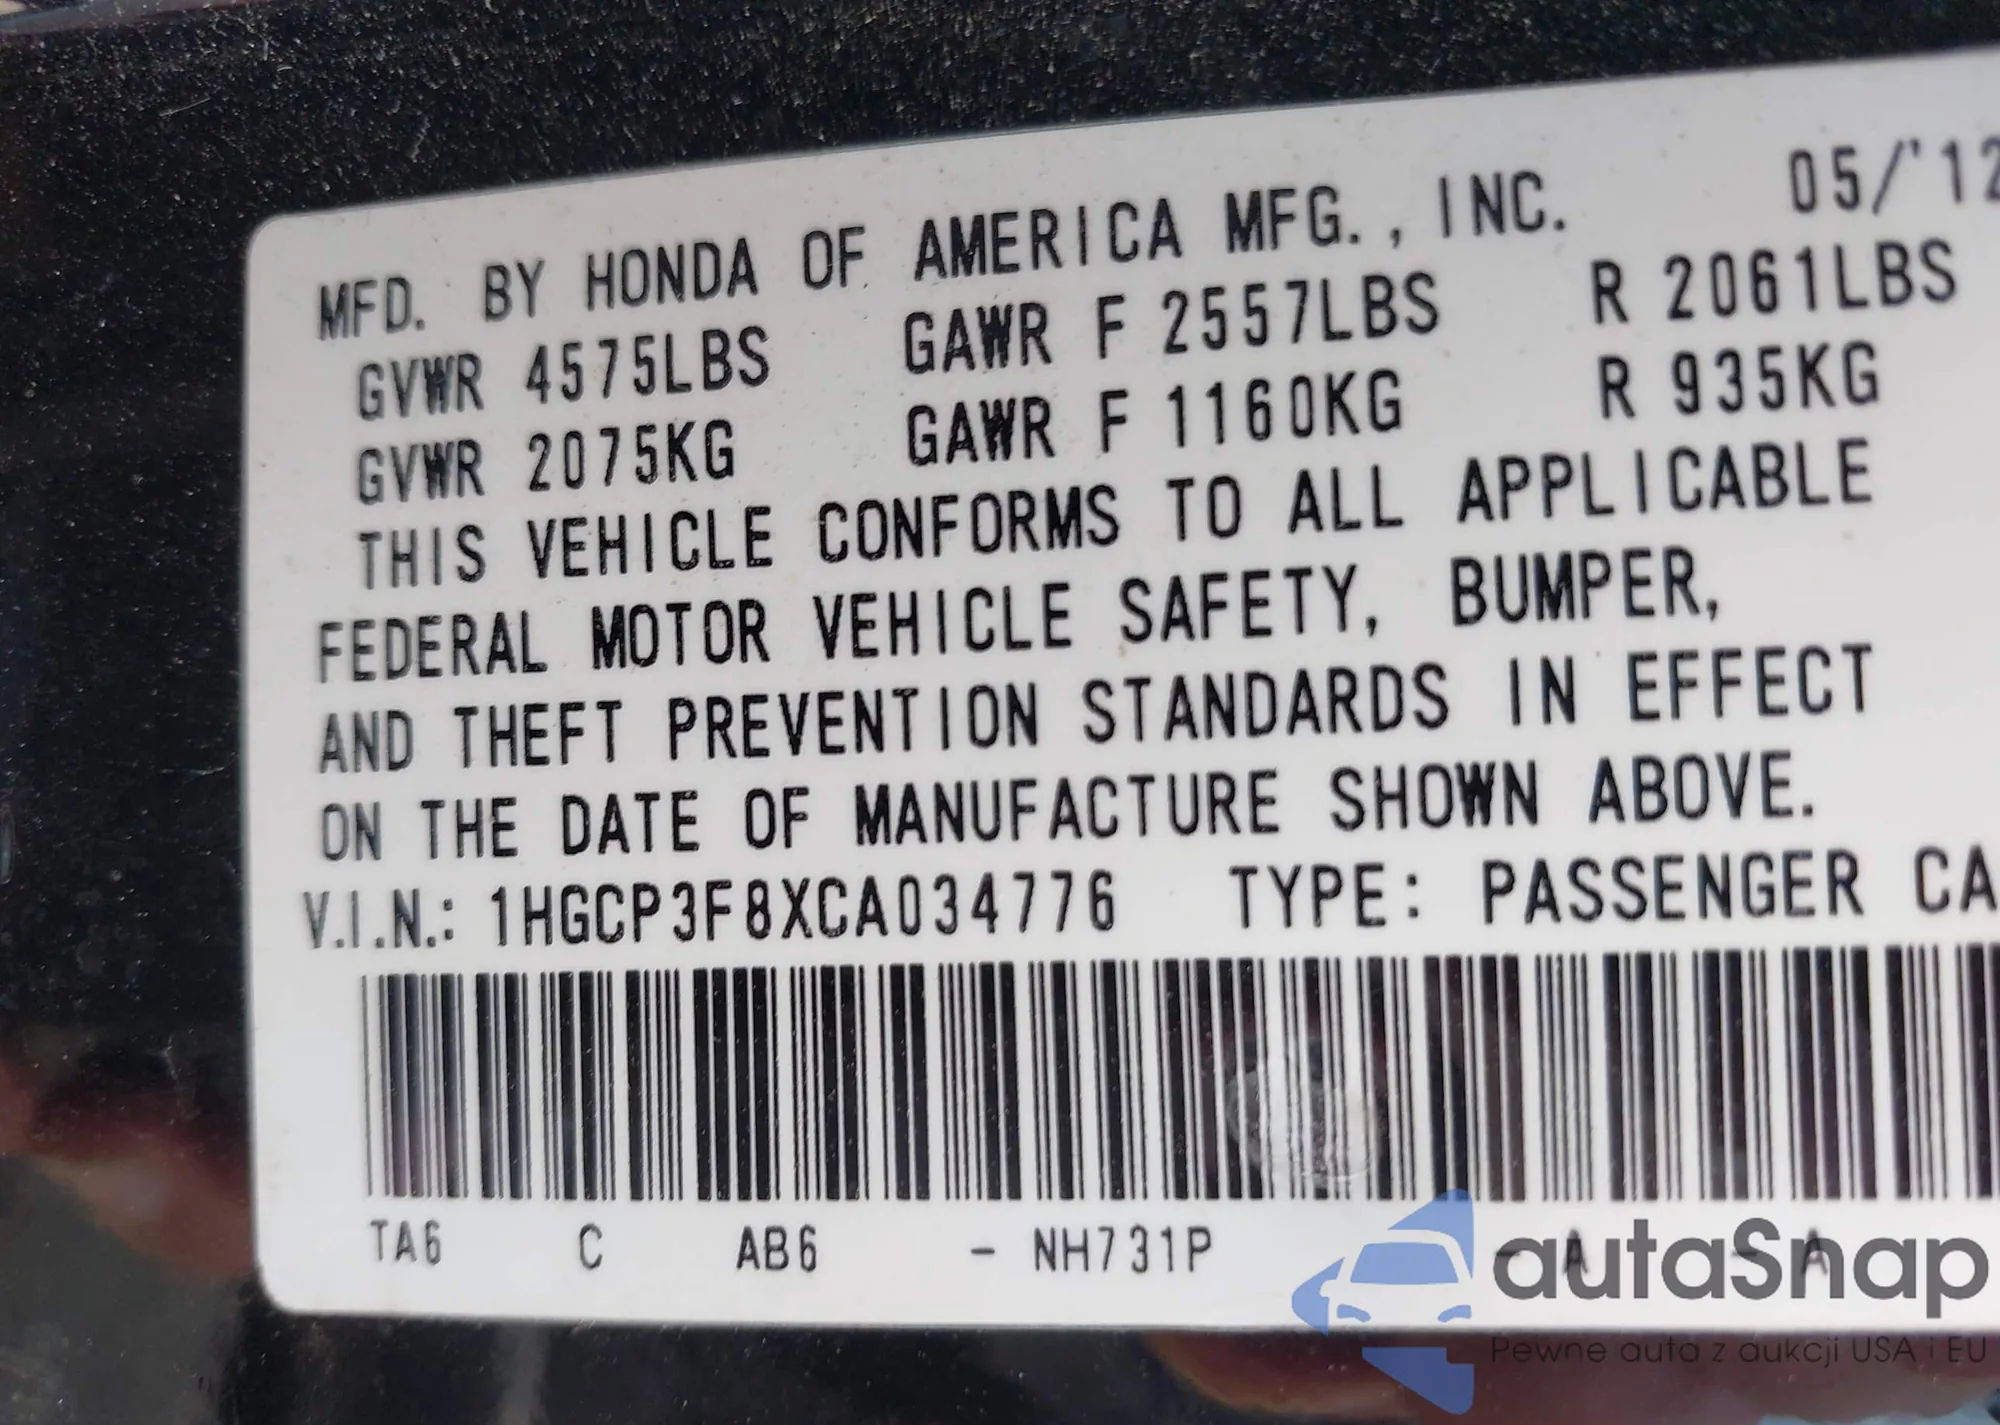 MFD. BY HONDA OF AMERICA MFG., INC. 05/'12
GVWR 4575LBS GAWR F 2557LBS R 2061LBS
GVWR 2075KG GAWR F 1160KG R 935KG
THIS VEHICLE CONFORMS TO ALL APPLICABLE
FEDERAL MOTOR VEHICLE SAFETY, BUMPER,
AND THEFT PREVENTION STANDARDS IN EFFECT
ON THE DATE OF MANUFACTURE SHOWN ABOVE.
V.I.N.: 1HGCP3F8XCA034776 TYPE: PASSENGER CA
TA6 C AB6 - NH731P - A - A
autaSnap
Pewne auta z aukcji USA i EU